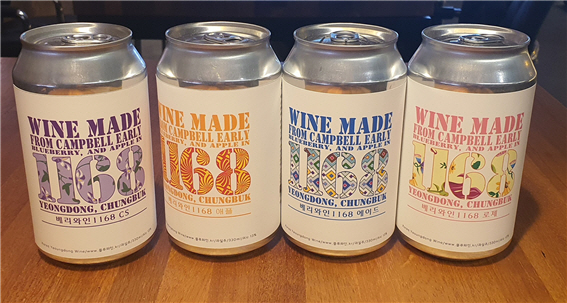 WINE MADE
FROM CAMPBELL EARLY
BLUEBERRY, AND APPLE IN
1168
YEONGDONG, CHUNGBUK
베리와인1168 CS
WINE MADE
FROM CAMPBELL EARLY
BLUEBERRY, AND APPLE IN
1168
YEONGDONG, CHUNGBUK
베리와인1168 애플
WINE MADE
FROM CAMPBELL EARLY
BLUEBERRY, AND APPLE IN
1168
YEONGDONG, CHUNGBUK
베리와인1168 에이드
WINE MADE
FROM CAMPBELL EARLY
BLUEBERRY, AND APPLE IN
1168
YEONGDONG, CHUNGBUK
베리와인1168 로제